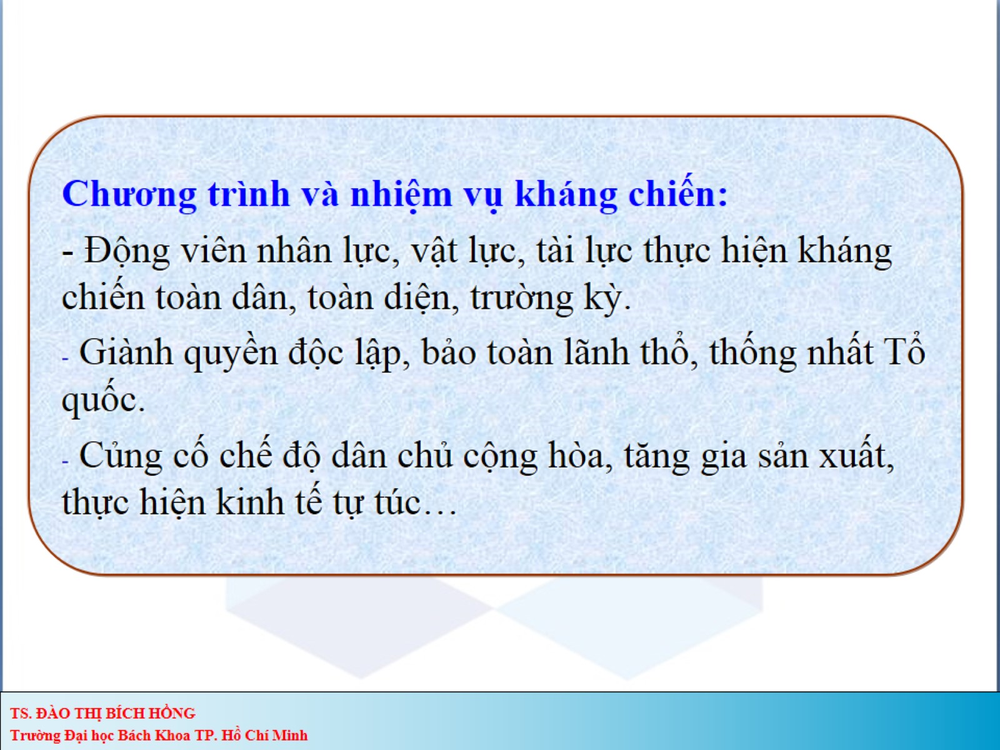 Chương trình và nhiệm vụ kháng chiến:
- Động viên nhân lực, vật lực, tài lực thực hiện kháng
chiến toàn dân, toàn diện, trường kỳ.
- Giành quyền độc lập, bảo toàn lãnh thổ, thống nhất Tổ
quốc.
- Củng cố chế độ dân chủ cộng hòa, tăng gia sản xuất,
thực hiện kinh tế tự túc…
TS. ĐÀO THỊ BÍCH HỒNG
Trường Đại học Bách Khoa TP. Hồ Chí Minh